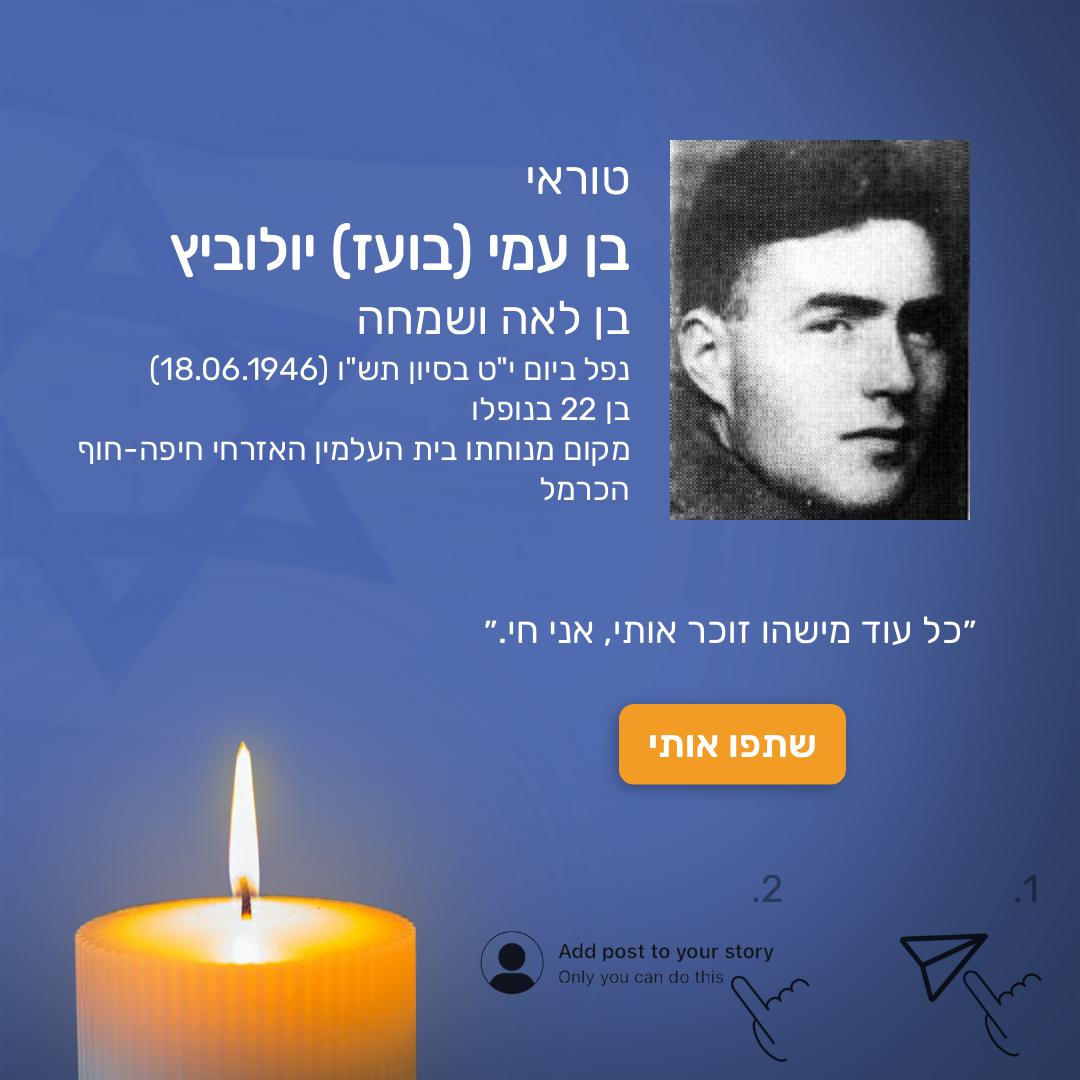 טוראי
בן עמי (בועז) יולוביץ
בן לאה ושמחה
נפל ביום י"ט בסיון תש"ו (18.06.1946)
בן 22 בנופלו
מקום מנוחתו בית העלמין האזרחי חיפה-חוף
הכרמל
״כל עוד מישהו זוכר אותי, אני חי.״
שתפו אותי
1.
2.
Add post to your story
Only you can do this